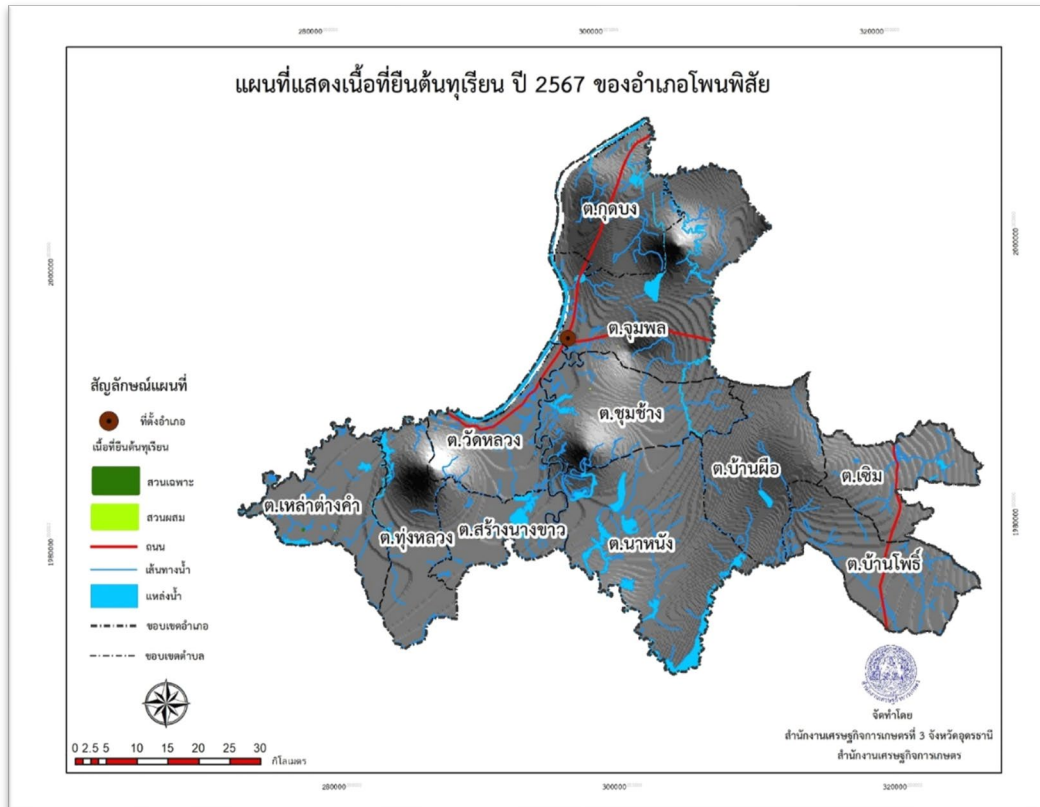 280000 300000 320000
แผนที่แสดงเนื้อที่ยืนต้นทุเรียน ปี 2567 ของอำเภอโพนพิสัย
ต.กุดบง
2000000 2000000
ต.จุมพล
ต.ชุมช้าง
ต.วัดหลวง
ต.บ้านผือ
ต.เซิม
ต.เหล่าต่างคำ
ต.ทุ่งหลวง
ต.สร้างนางขาว
ต.นาหนัง
ต.บ้านโพธิ์
1980000 1980000
สัญลักษณ์แผนที่
ที่ตั้งอำเภอ
เนื้อที่ยืนต้นทุเรียน
สวนเฉพาะ
สวนผสม
ถนน
เส้นทางน้ำ
แหล่งน้ำ
ขอบเขตอำเภอ
ขอบเขตตำบล
0 2.5 5 10 15 20 25 30
กิโลเมตร
จัดทำโดย
สำนักงานเศรษฐกิจการเกษตรที่ 3 จังหวัดอุดรธานี
สำนักงานเศรษฐกิจการเกษตร
280000 300000 320000